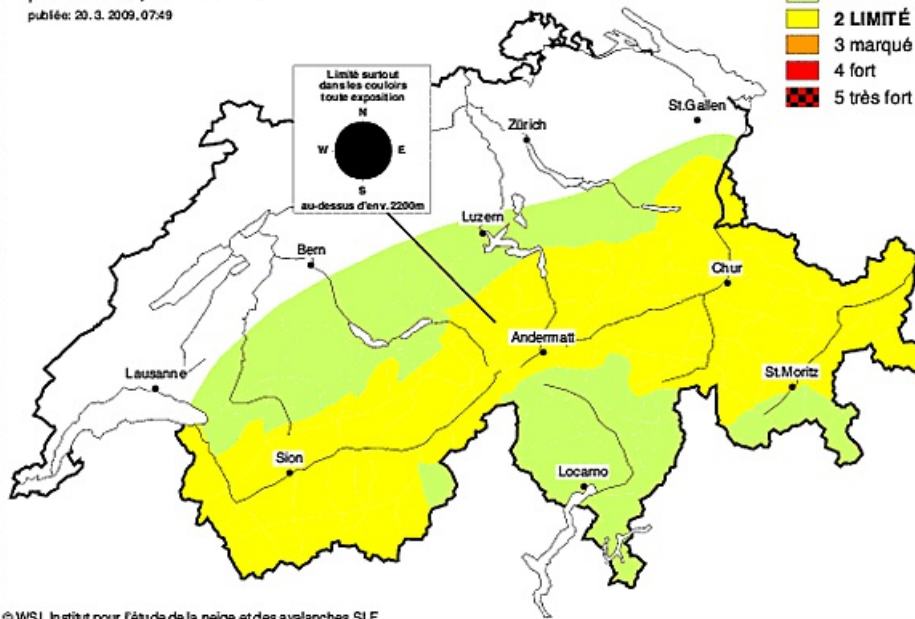 publiée: 20. 3. 2009, 07:49
2 LIMITÉ
3 marqué
4 fort
5 très fort
Limité surtout
dans les couloirs
toute exposition
N
W
E
S
au-dessus d'env. 2200m
St.Gallen
Zürich
Luzern
Bern
Chur
Andermatt
Lausanne
St.Moritz
Sion
Locarno
© WSL Institut pour l'étude de la neige et des avalanches SLF